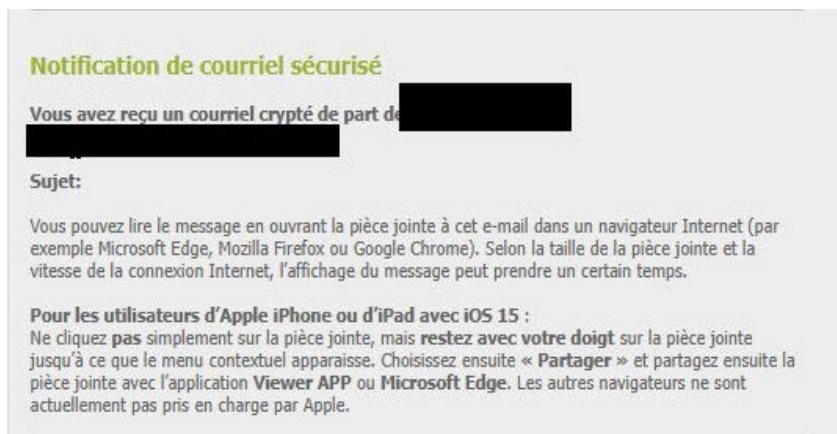 Notification de courriel sécurisé
Vous avez reçu un courriel crypté de part de
Sujet:
Vous pouvez lire le message en ouvrant la pièce jointe à cet e-mail dans un navigateur Internet (par
exemple Microsoft Edge, Mozilla Firefox ou Google Chrome). Selon la taille de la pièce jointe et la
vitesse de la connexion Internet, l'affichage du message peut prendre un certain temps.
Pour les utilisateurs d'Apple iPhone ou d'iPad avec iOS 15 :
Ne cliquez pas simplement sur la pièce jointe, mais restez avec votre doigt sur la pièce jointe
jusqu'à ce que le menu contextuel apparaisse. Choisissez ensuite « Partager » et partagez ensuite la
pièce jointe avec l'application Viewer APP ou Microsoft Edge. Les autres navigateurs ne sont
actuellement pas pris en charge par Apple.